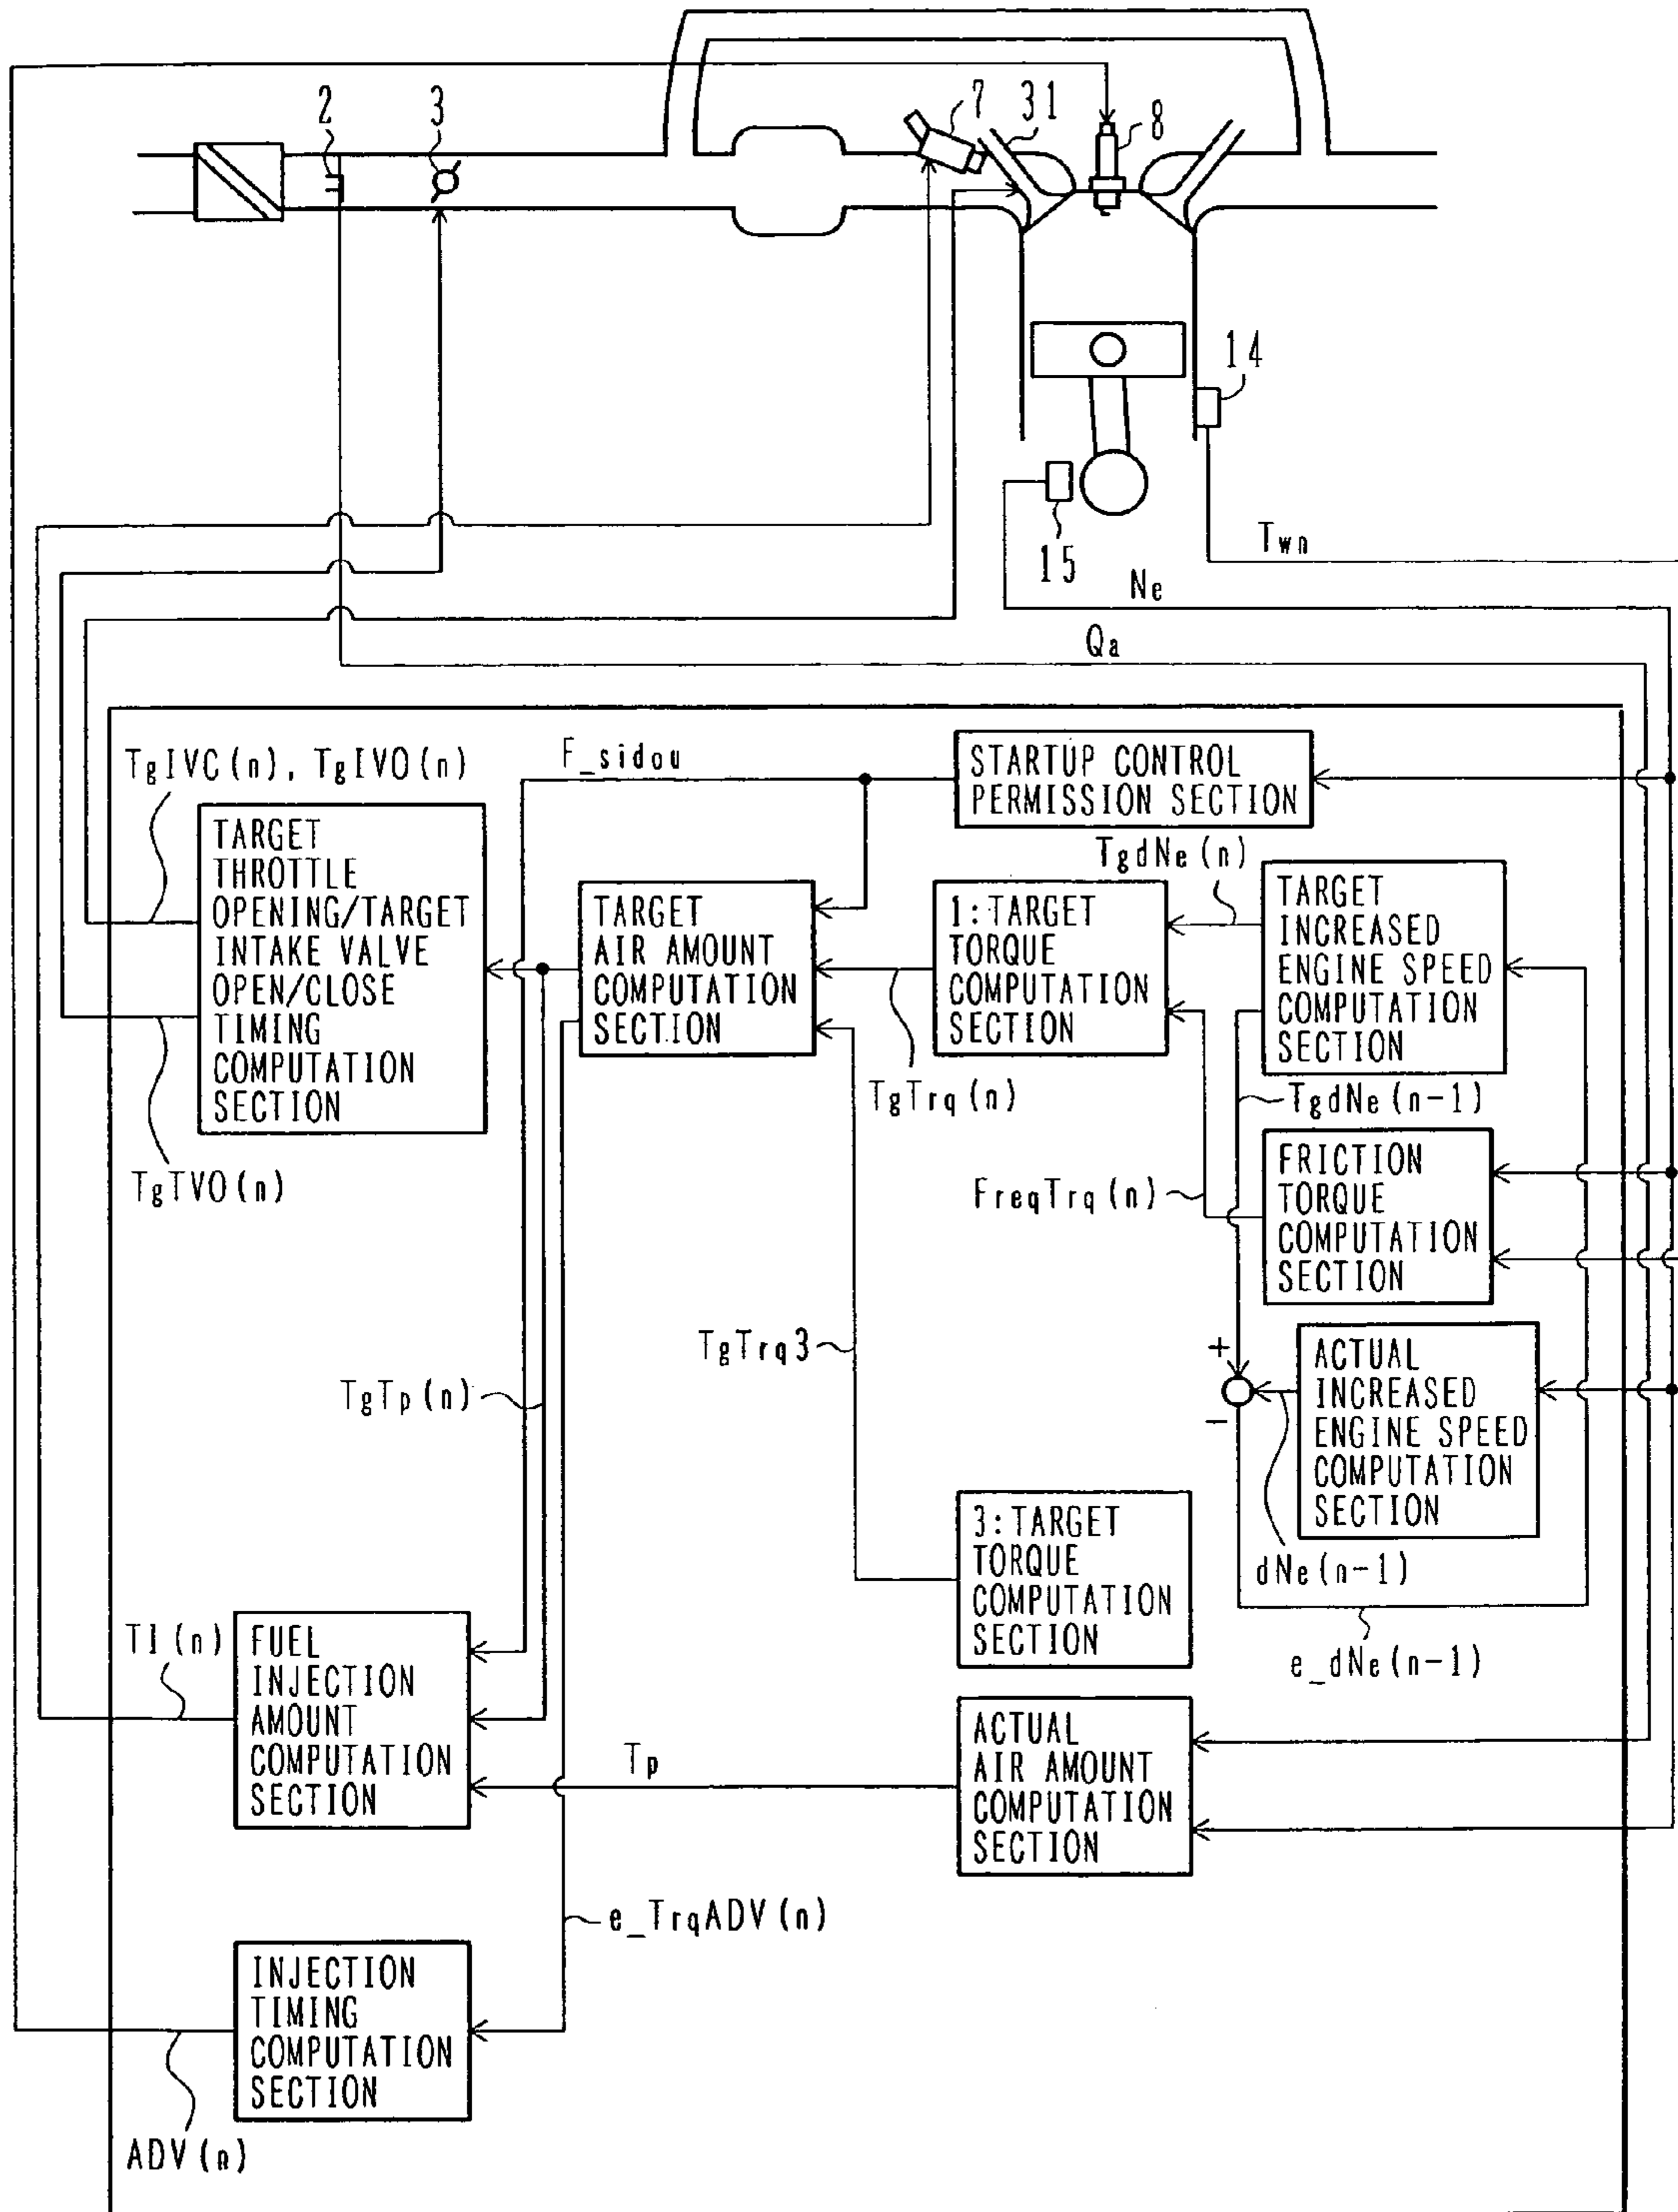 2
3
7
31
8
14
15
Twn
Ne
Qa
TgIVC(n), TgIVO(n)
F_sidou
STARTUP CONTROL
PERMISSION SECTION
TgdNe(n)
TARGET
THROTTLE
OPENING/TARGET
INTAKE VALVE
OPEN/CLOSE
TIMING
COMPUTATION
SECTION
TARGET
AIR AMOUNT
COMPUTATION
SECTION
1:TARGET
TORQUE
COMPUTATION
SECTION
TARGET
INCREASED
ENGINE SPEED
COMPUTATION
SECTION
TgTrq(n)
TgdNe(n-1)
TgTVO(n)
FreqTrq(n)
FRICTION
TORQUE
COMPUTATION
SECTION
TgTrq3
+
-
ACTUAL
INCREASED
ENGINE SPEED
COMPUTATION
SECTION
TgTp(n)
3:TARGET
TORQUE
COMPUTATION
SECTION
dNe(n-1)
e_dNe(n-1)
TI(n)
FUEL
INJECTION
AMOUNT
COMPUTATION
SECTION
Tp
ACTUAL
AIR AMOUNT
COMPUTATION
SECTION
e_TrqADV(n)
INJECTION
TIMING
COMPUTATION
SECTION
ADV(n)